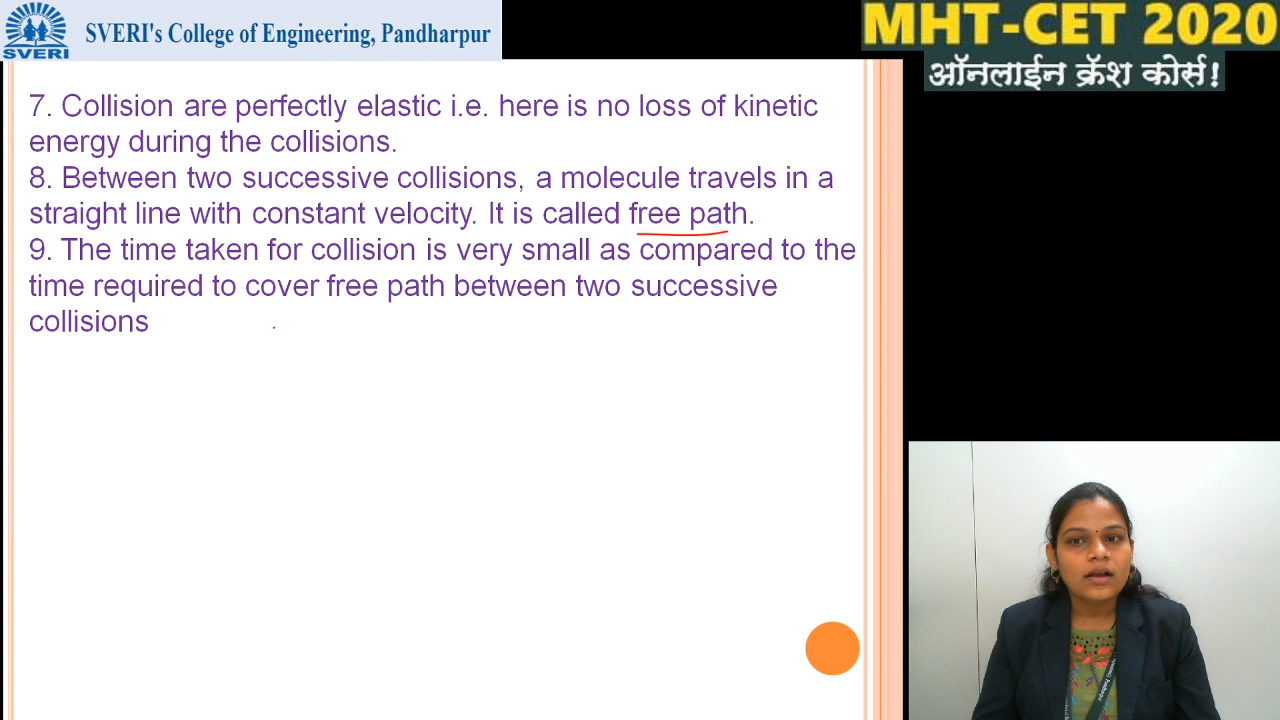 SVERI
SVERI's College of Engineering, Pandharpur
MHT-CET 2020
ऑनलाईन क्रॅश कोर्स!
7. Collision are perfectly elastic i.e. here is no loss of kinetic
energy during the collisions.
8. Between two successive collisions, a molecule travels in a
straight line with constant velocity. It is called free path.
9. The time taken for collision is very small as compared to the
time required to cover free path between two successive
collisions